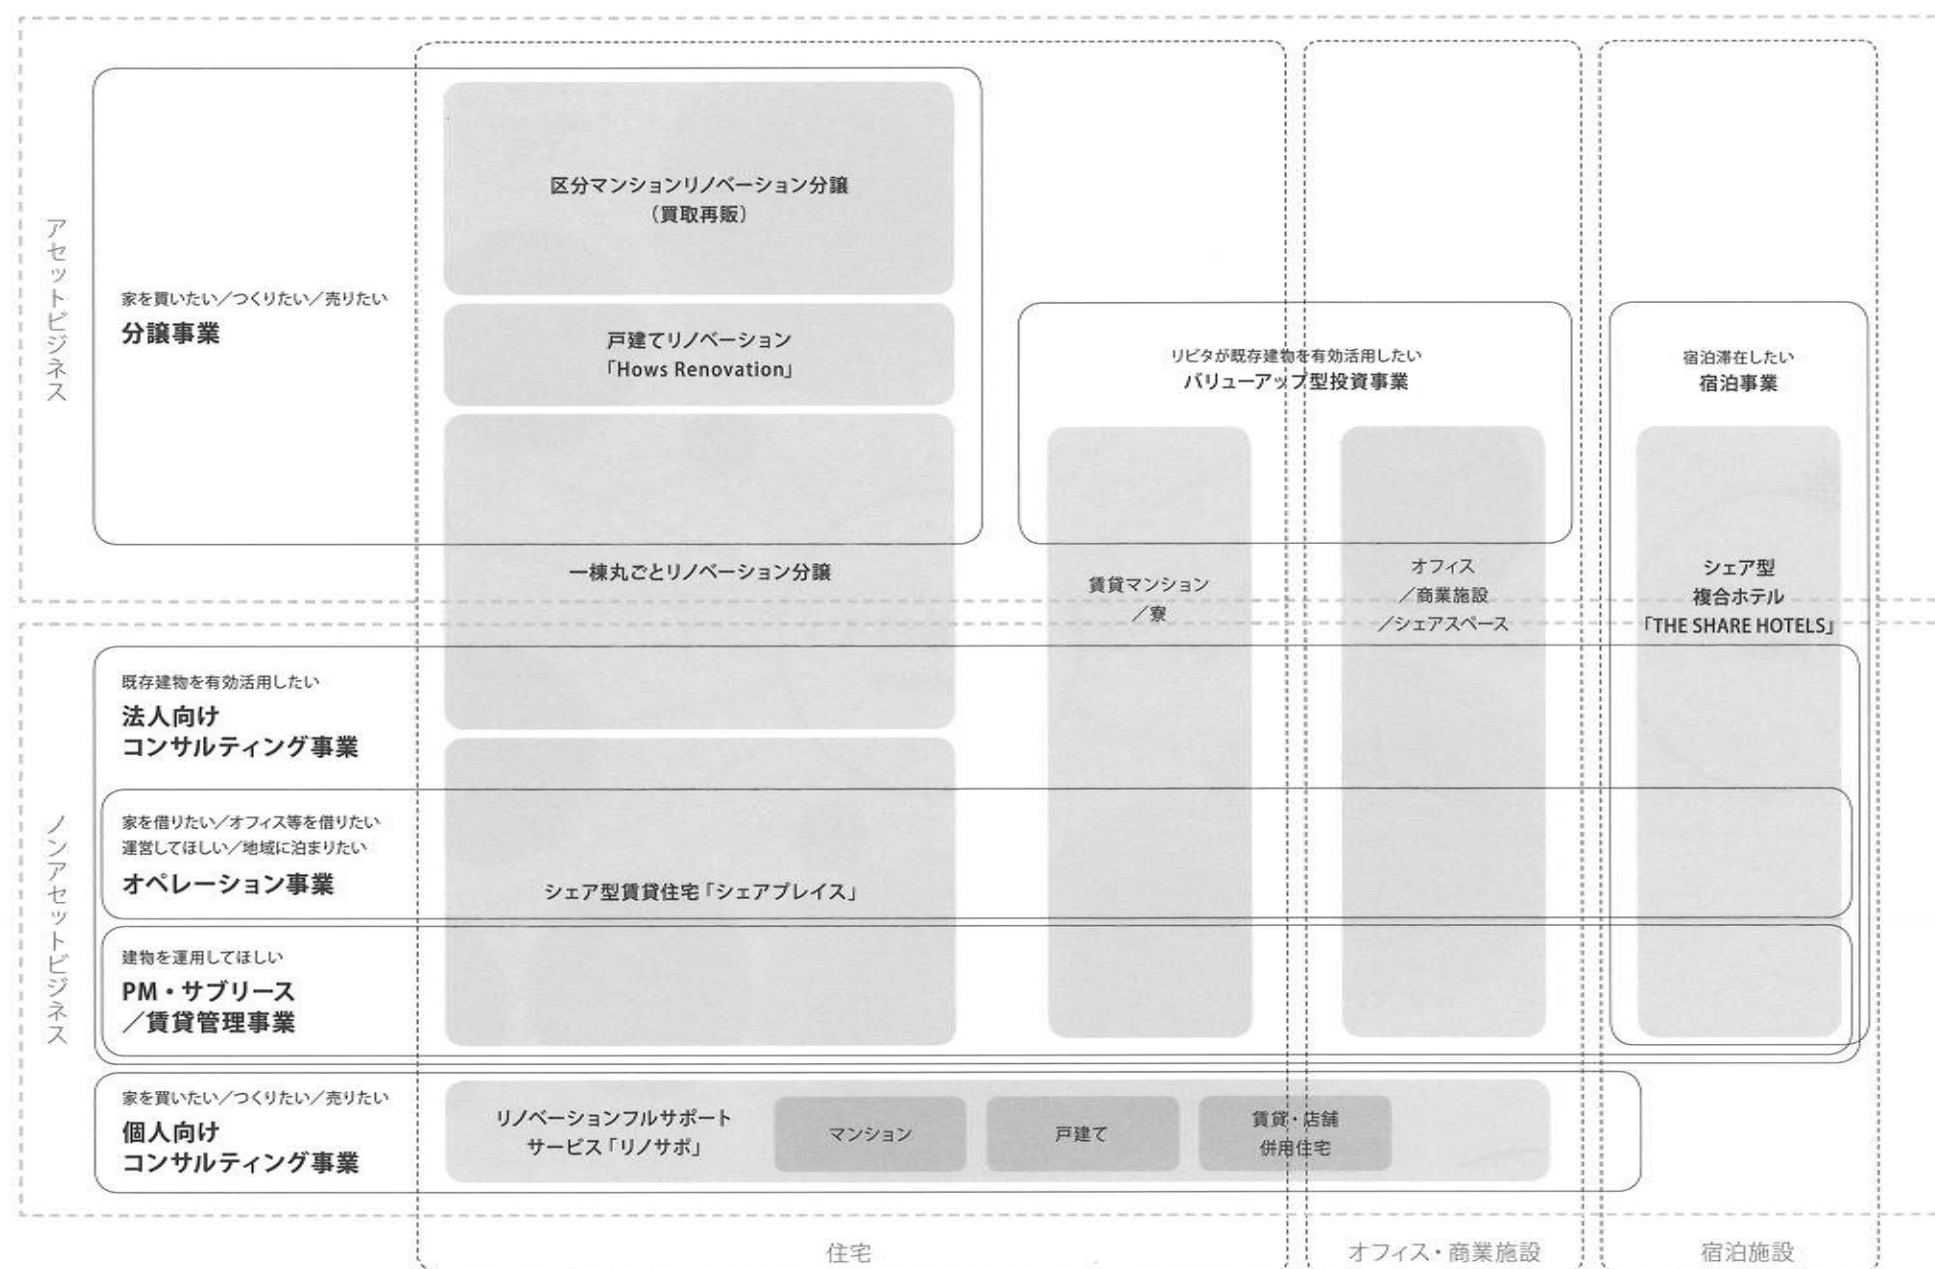 アセットビジネス
家を買いたい／つくりたい／売りたい
分譲事業
区分マンションリノベーション分譲
（買取再販）
戸建てリノベーション
「Hows Renovation」
一棟丸ごとリノベーション分譲
リビタが既存建物を有効活用したい
バリューアップ型投資事業
賃貸マンション
／寮
オフィス
／商業施設
／シェアスペース
宿泊滞在したい
宿泊事業
シェア型
複合ホテル
「THE SHARE HOTELS」
ノンアセットビジネス
既存建物を有効活用したい
法人向け
コンサルティング事業
家を借りたい／オフィス等を借りたい
運営してほしい／地域に泊まりたい
オペレーション事業
シェア型賃貸住宅「シェアプレイス」
建物を運用してほしい
PM・サブリース
／賃貸管理事業
家を買いたい／つくりたい／売りたい
個人向け
コンサルティング事業
リノベーションフルサポート
サービス「リノサポ」
マンション
戸建て
賃貸・店舗
併用住宅
住宅
オフィス・商業施設
宿泊施設